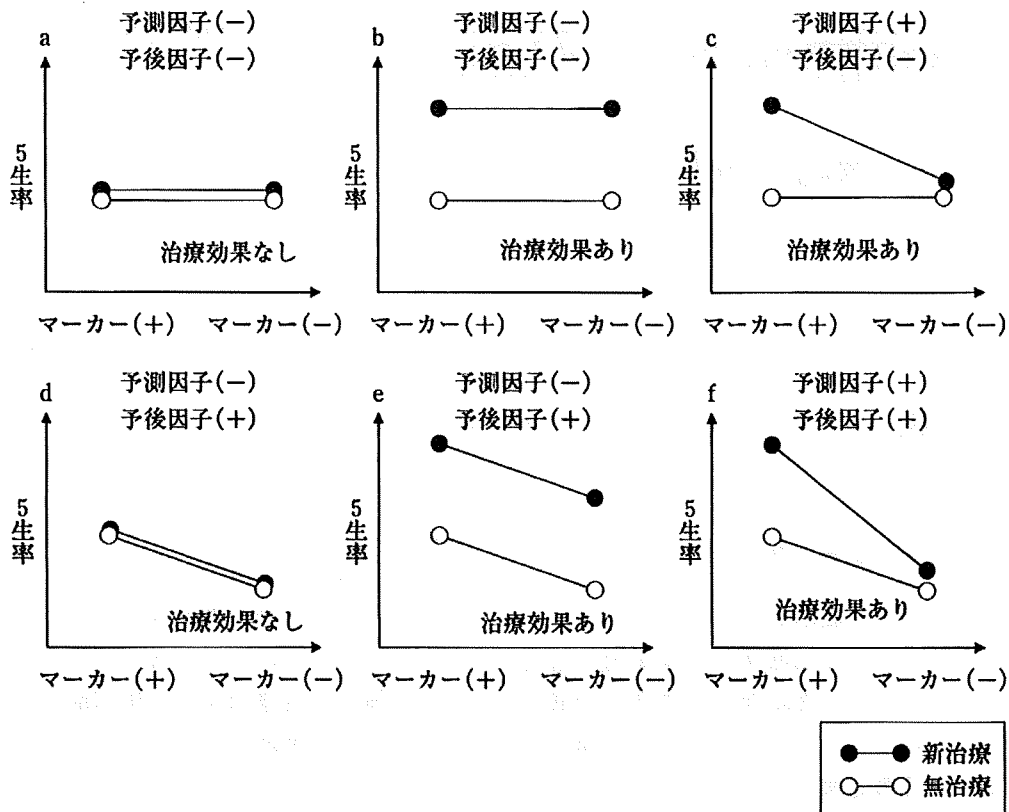 a
予測因子(−)
予後因子(−)
5生率
治療効果なし
マーカー(+) マーカー(−)
b
予測因子(−)
予後因子(−)
治療効果あり
マーカー(+) マーカー(−)
c
予測因子(+)
予後因子(−)
5生率
治療効果あり
マーカー(+) マーカー(−)
d
予測因子(−)
予後因子(+)
5生率
治療効果なし
マーカー(+) マーカー(−)
e
予測因子(−)
予後因子(+)
5生率
治療効果あり
マーカー(+) マーカー(−)
f
予測因子(+)
予後因子(+)
5生率
治療効果あり
マーカー(+) マーカー(−)
新治療
無治療